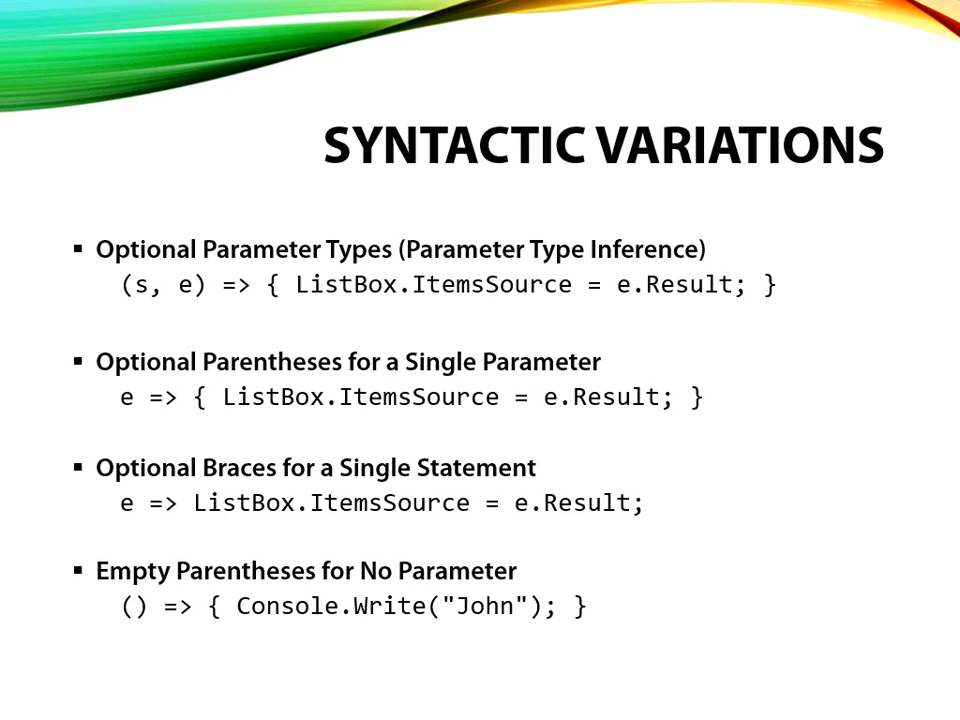 SYNTACTIC VARIATIONS
▪ Optional Parameter Types (Parameter Type Inference)
(s, e) => { ListBox.ItemsSource = e.Result; }
▪ Optional Parentheses for a Single Parameter
e => { ListBox.ItemsSource = e.Result; }
▪ Optional Braces for a Single Statement
e => ListBox.ItemsSource = e.Result;
▪ Empty Parentheses for No Parameter
() => { Console.Write("John"); }